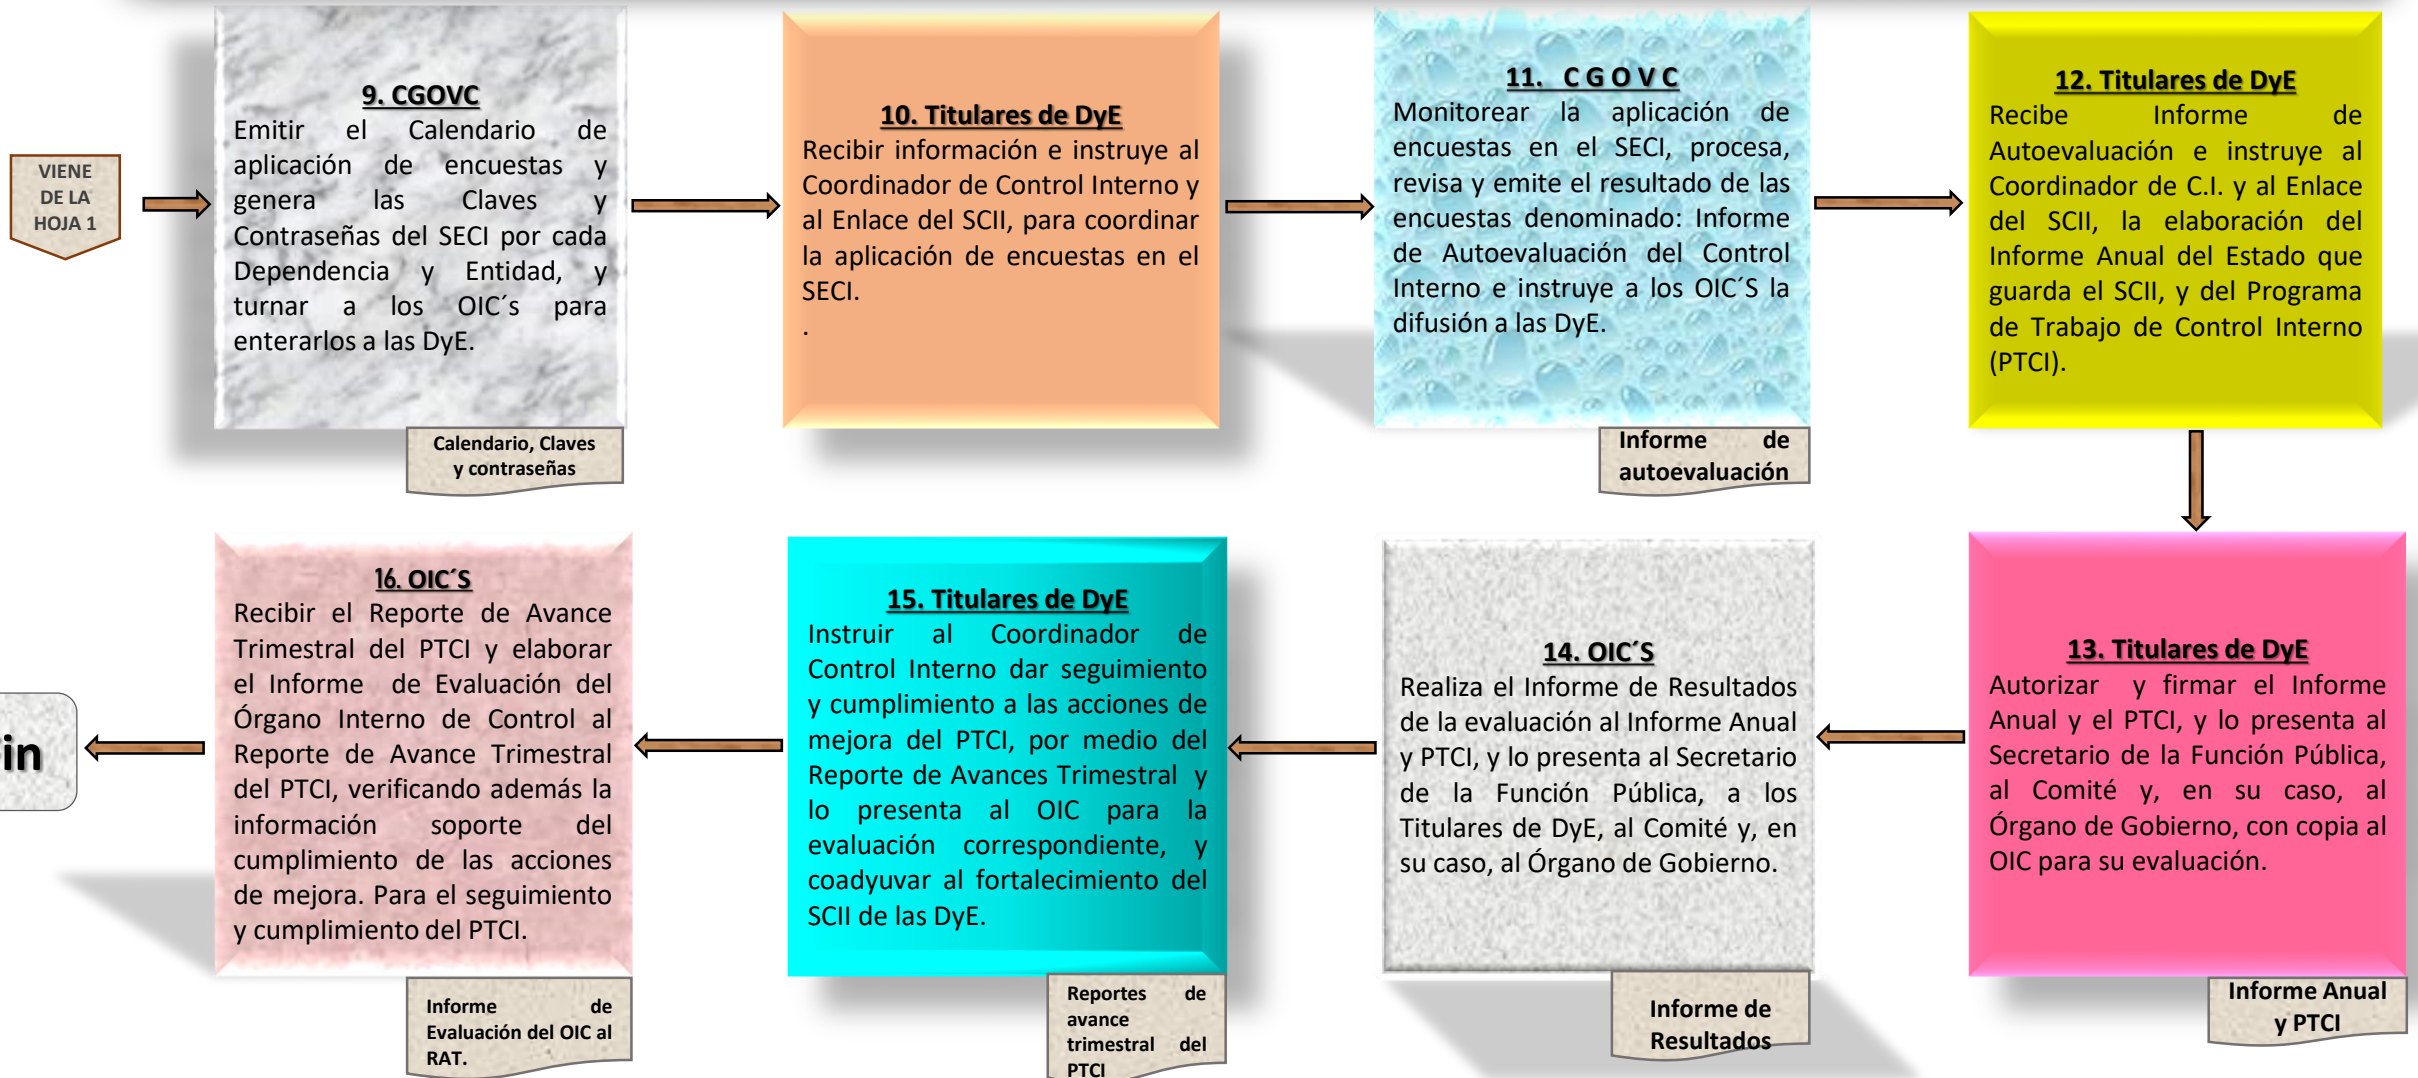 VIENE
DE LA
HOJA 1
9. CGOVC
Emitir el Calendario de
aplicación de encuestas y
genera las Claves y
Contraseñas del SECI por cada
Dependencia y Entidad, y
turnar a los OIC´s para
enterarlos a las DyE.
Calendario, Claves
y contraseñas
10. Titulares de DyE
Recibir información e instruye al
Coordinador de Control Interno y
al Enlace del SCII, para coordinar
la aplicación de encuestas en el
SECI.
.
11. C G O V C
Monitorear la aplicación de
encuestas en el SECI, procesa,
revisa y emite el resultado de las
encuestas denominado: Informe
de Autoevaluación del Control
Interno e instruye a los OIC´S la
difusión a las DyE.
Informe de
autoevaluación
12. Titulares de DyE
Recibe Informe de
Autoevaluación e instruye al
Coordinador de C.I. y al Enlace
del SCII, la elaboración del
Informe Anual del Estado que
guarda el SCII, y del Programa
de Trabajo de Control Interno
(PTCI).
13. Titulares de DyE
Autorizar y firmar el Informe
Anual y el PTCI, y lo presenta al
Secretario de la Función Pública,
al Comité y, en su caso, al
Órgano de Gobierno, con copia al
OIC para su evaluación.
Informe Anual
y PTCI
14. OIC´S
Realiza el Informe de Resultados
de la evaluación al Informe Anual
y PTCI, y lo presenta al Secretario
de la Función Pública, a los
Titulares de DyE, al Comité y, en
su caso, al Órgano de Gobierno.
Informe de
Resultados
15. Titulares de DyE
Instruir al Coordinador de
Control Interno dar seguimiento
y cumplimiento a las acciones de
mejora del PTCI, por medio del
Reporte de Avances Trimestral y
lo presenta al OIC para la
evaluación correspondiente, y
coadyuvar al fortalecimiento del
SCII de las DyE.
Reportes de
avance
trimestral del
PTCI
16. OIC´S
Recibir el Reporte de Avance
Trimestral del PTCI y elaborar
el Informe de Evaluación del
Órgano Interno de Control al
Reporte de Avance Trimestral
del PTCI, verificando además la
información soporte del
cumplimiento de las acciones
de mejora. Para el seguimiento
y cumplimiento del PTCI.
Informe de
Evaluación del OIC al
RAT.
in